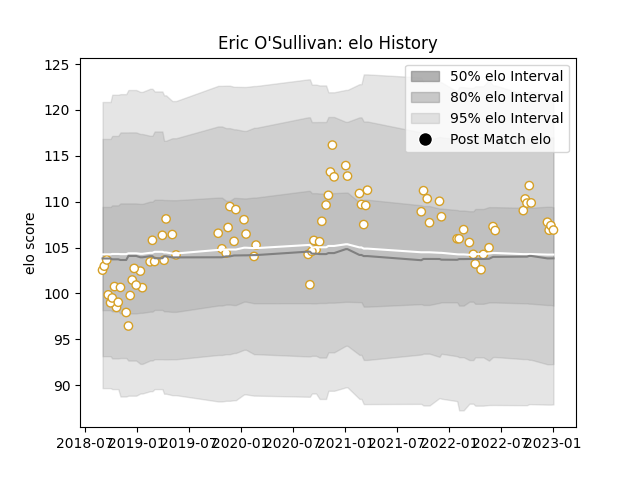 Eric O'Sullivan: elo History
elo score
125
120
115
110
105
100
95
90
50% elo Interval
80% elo Interval
95% elo Interval
Post Match elo
2018-07 2019-01 2019-07 2020-01 2020-07 2021-01 2021-07 2022-01 2022-07 2023-01